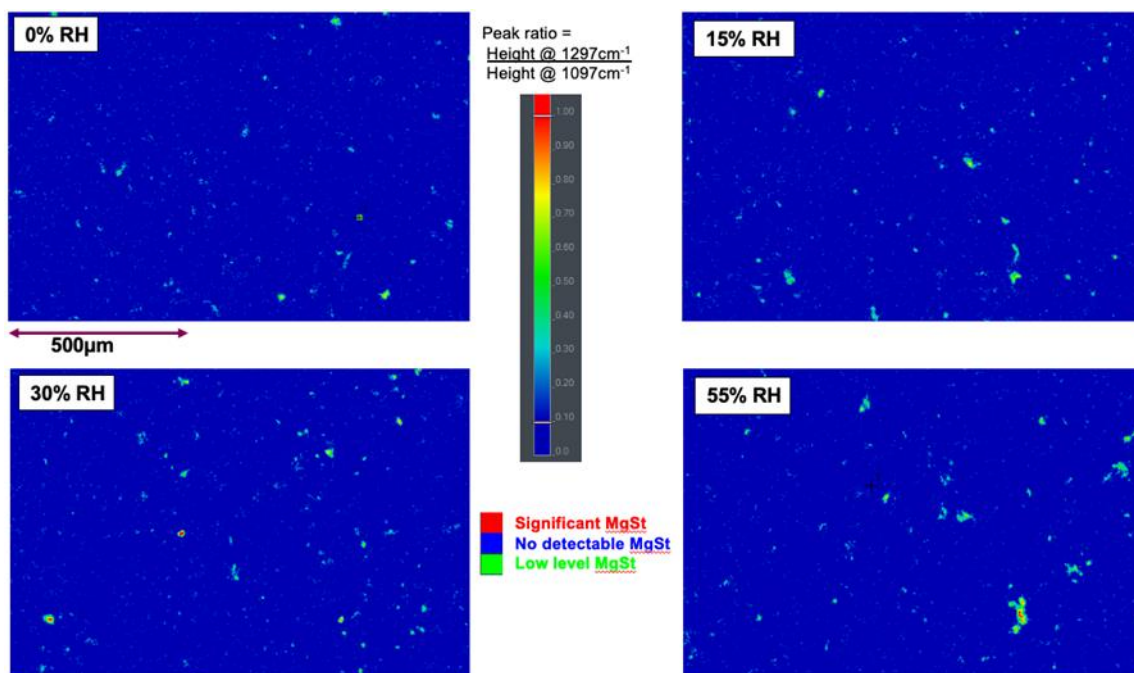 0% RH
Peak ratio =
Height @ 1297cm⁻¹
Height @ 1097cm⁻¹
15% RH
1.00
0.90
0.80
0.70
0.60
0.50
0.40
0.30
0.20
0.10
0.0
500µm
30% RH
55% RH
Significant MgSt
No detectable MgSt
Low level MgSt